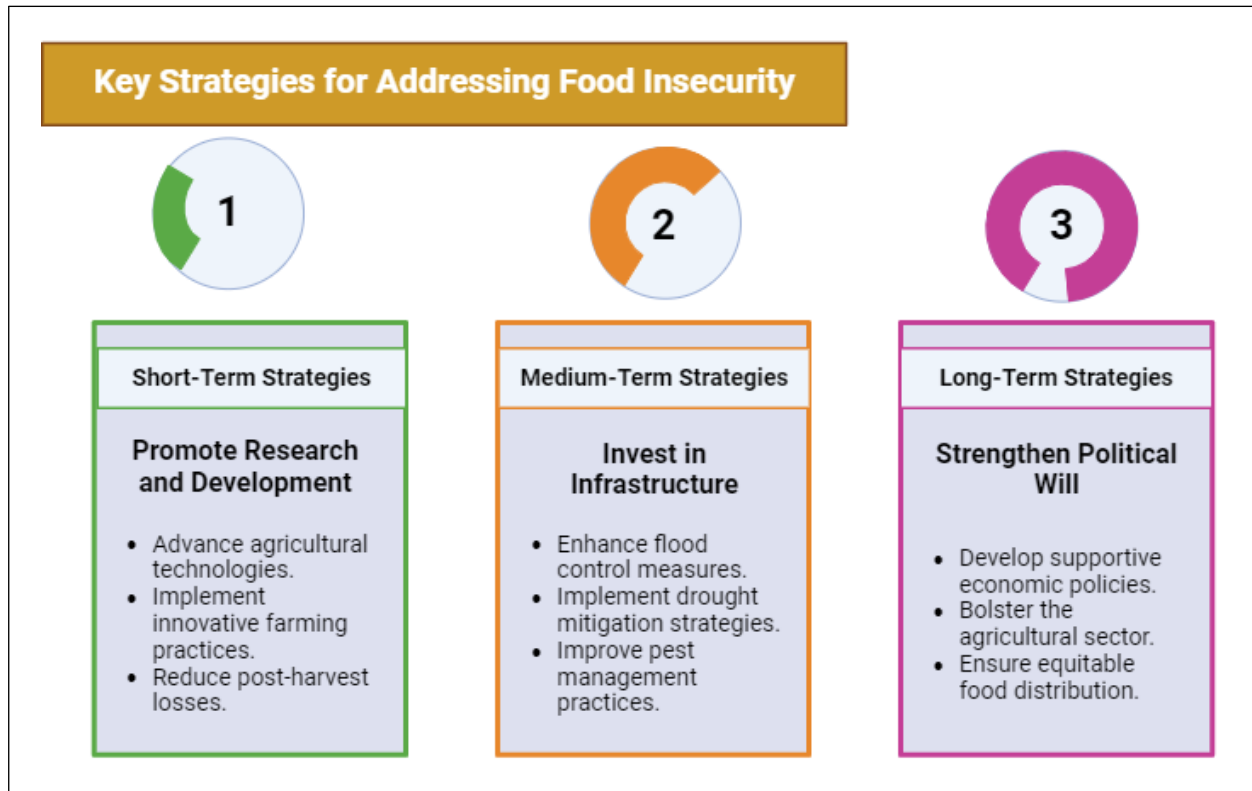 Key Strategies for Addressing Food Insecurity
1
2
3
Short-Term Strategies
Promote Research
and Development
• Advance agricultural
technologies.
• Implement
innovative farming
practices.
• Reduce post-harvest
losses.
Medium-Term Strategies
Invest in
Infrastructure
• Enhance flood
control measures.
• Implement drought
mitigation strategies.
• Improve pest
management
practices.
Long-Term Strategies
Strengthen Political
Will
• Develop supportive
economic policies.
• Bolster the
agricultural sector.
• Ensure equitable
food distribution.